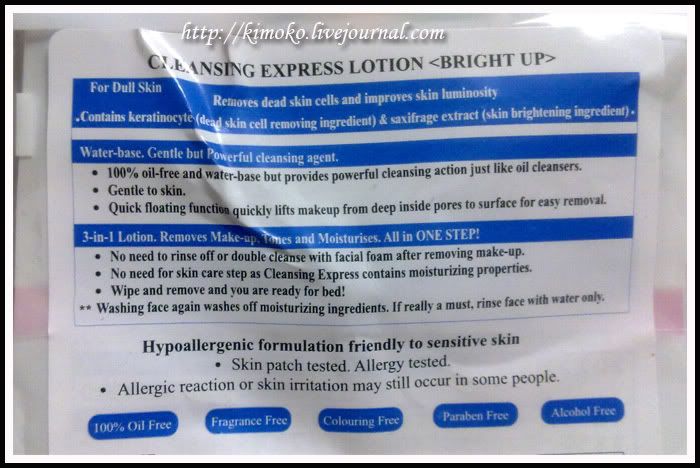 http://kimoko.livejournal.com
CLEANSING EXPRESS LOTION <BRIGHT UP>
For Dull Skin
Removes dead skin cells and improves skin luminosity
•Contains keratinocyte (dead skin cell removing ingredient) & saxifrage extract (skin brightening ingredient) •
Water-base. Gentle but Powerful cleansing agent.
• 100% oil-free and water-base but provides powerful cleansing action just like oil cleansers.
• Gentle to skin.
• Quick floating function quickly lifts makeup from deep inside pores to surface for easy removal.
3-in-1 Lotion. Removes Make-up, Tones and Moisturises. All in ONE STEP!
• No need to rinse off or double cleanse with facial foam after removing make-up.
• No need for skin care step as Cleansing Express contains moisturizing properties.
• Wipe and remove and you are ready for bed!
** Washing face again washes off moisturizing ingredients. If really a must, rinse face with water only.
Hypoallergenic formulation friendly to sensitive skin
• Skin patch tested. Allergy tested.
• Allergic reaction or skin irritation may still occur in some people.
100% Oil Free Fragrance Free Colouring Free Paraben Free Alcohol Free